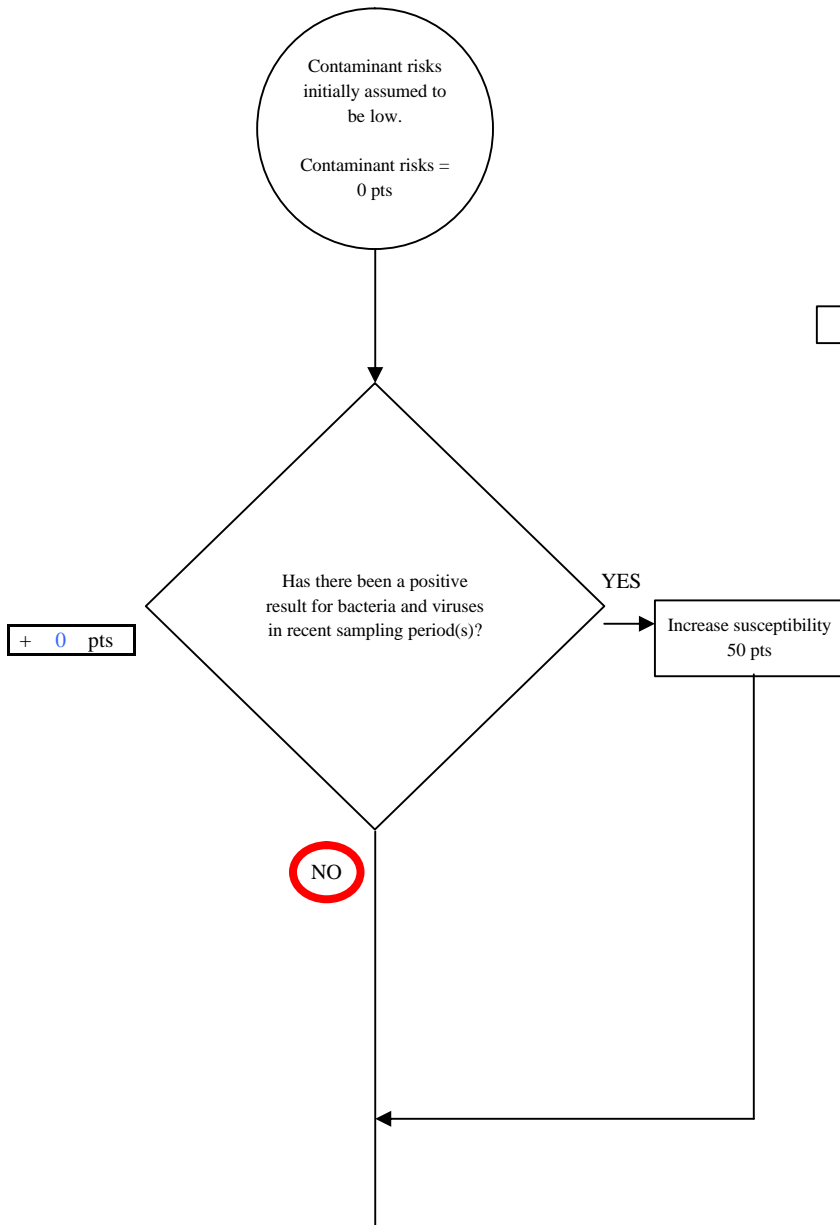 Contaminant risks
initially assumed to
be low.
Contaminant risks =
0 pts
Has there been a positive
result for bacteria and viruses
in recent sampling period(s)?
YES
+ 0 pts
Increase susceptibility
50 pts
NO